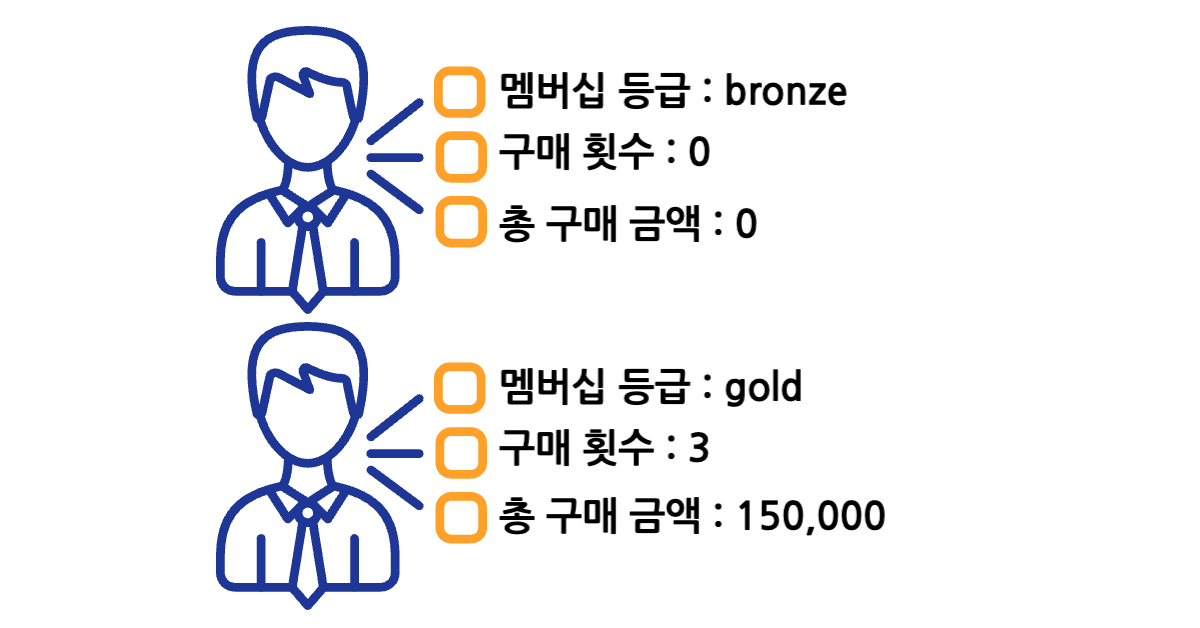 멤버십 등급 : bronze
구매 횟수 : 0
총 구매 금액 : 0
멤버십 등급 : gold
구매 횟수 : 3
총 구매 금액 : 150,000